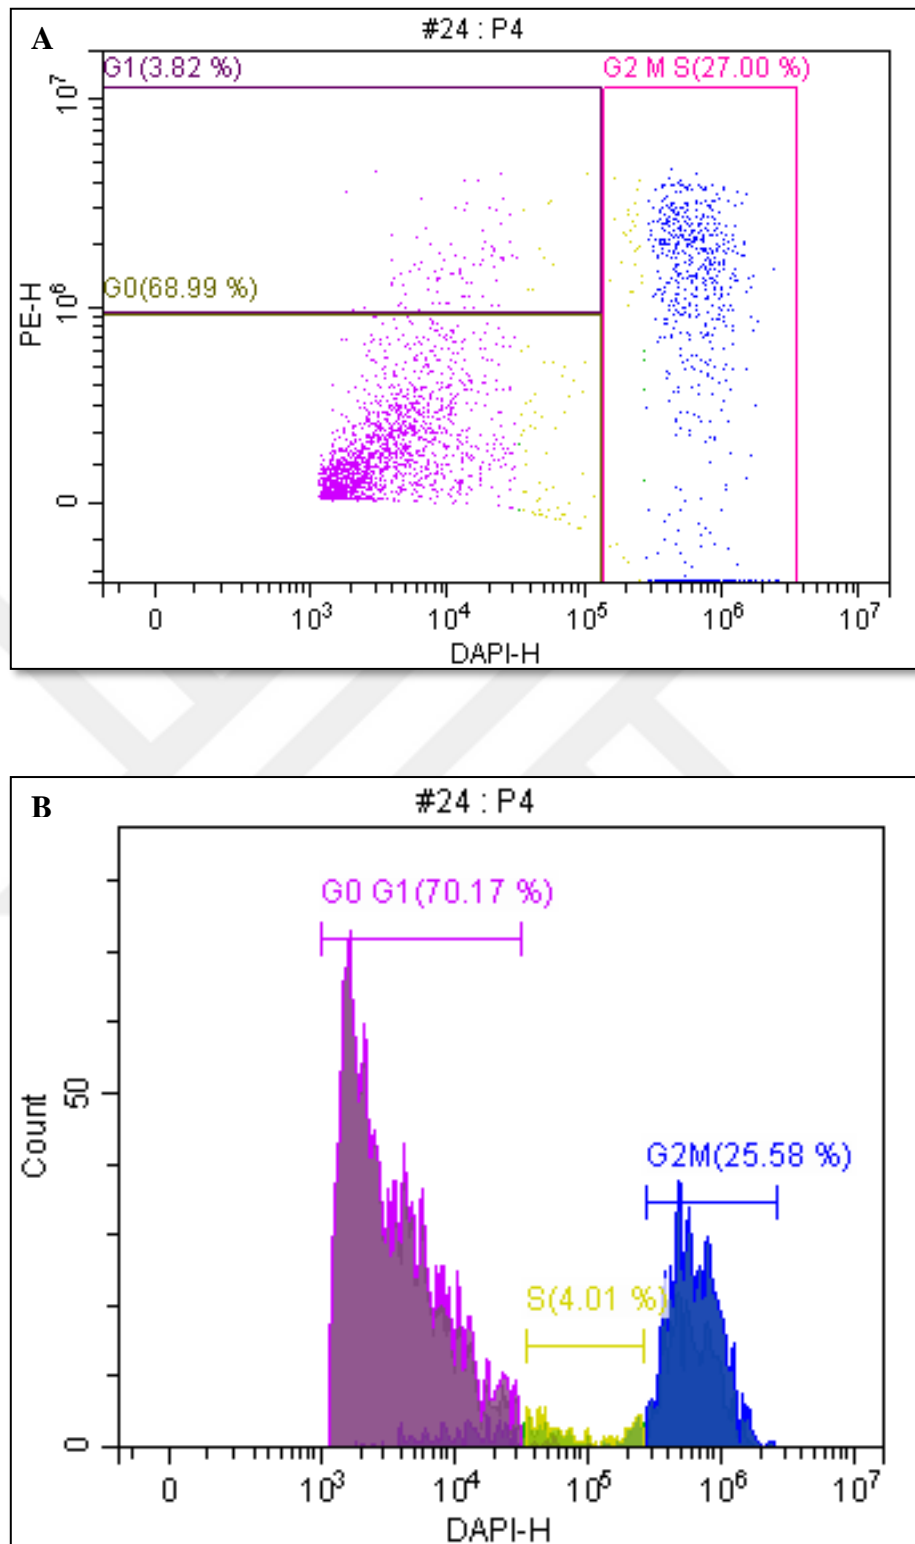 A
#24 : P4
G1(3.82 %)
G2 M S(27.00 %)
10⁷
G0(68.99 %)
10⁶
PE-H
0
0
10³
10⁴
10⁵
10⁶
10⁷
DAPI-H
B
#24 : P4
G0 G1(70.17 %)
50
G2M(25.58 %)
Count
S(4.01 %)
0
0
10³
10⁴
10⁵
10⁶
10⁷
DAPI-H